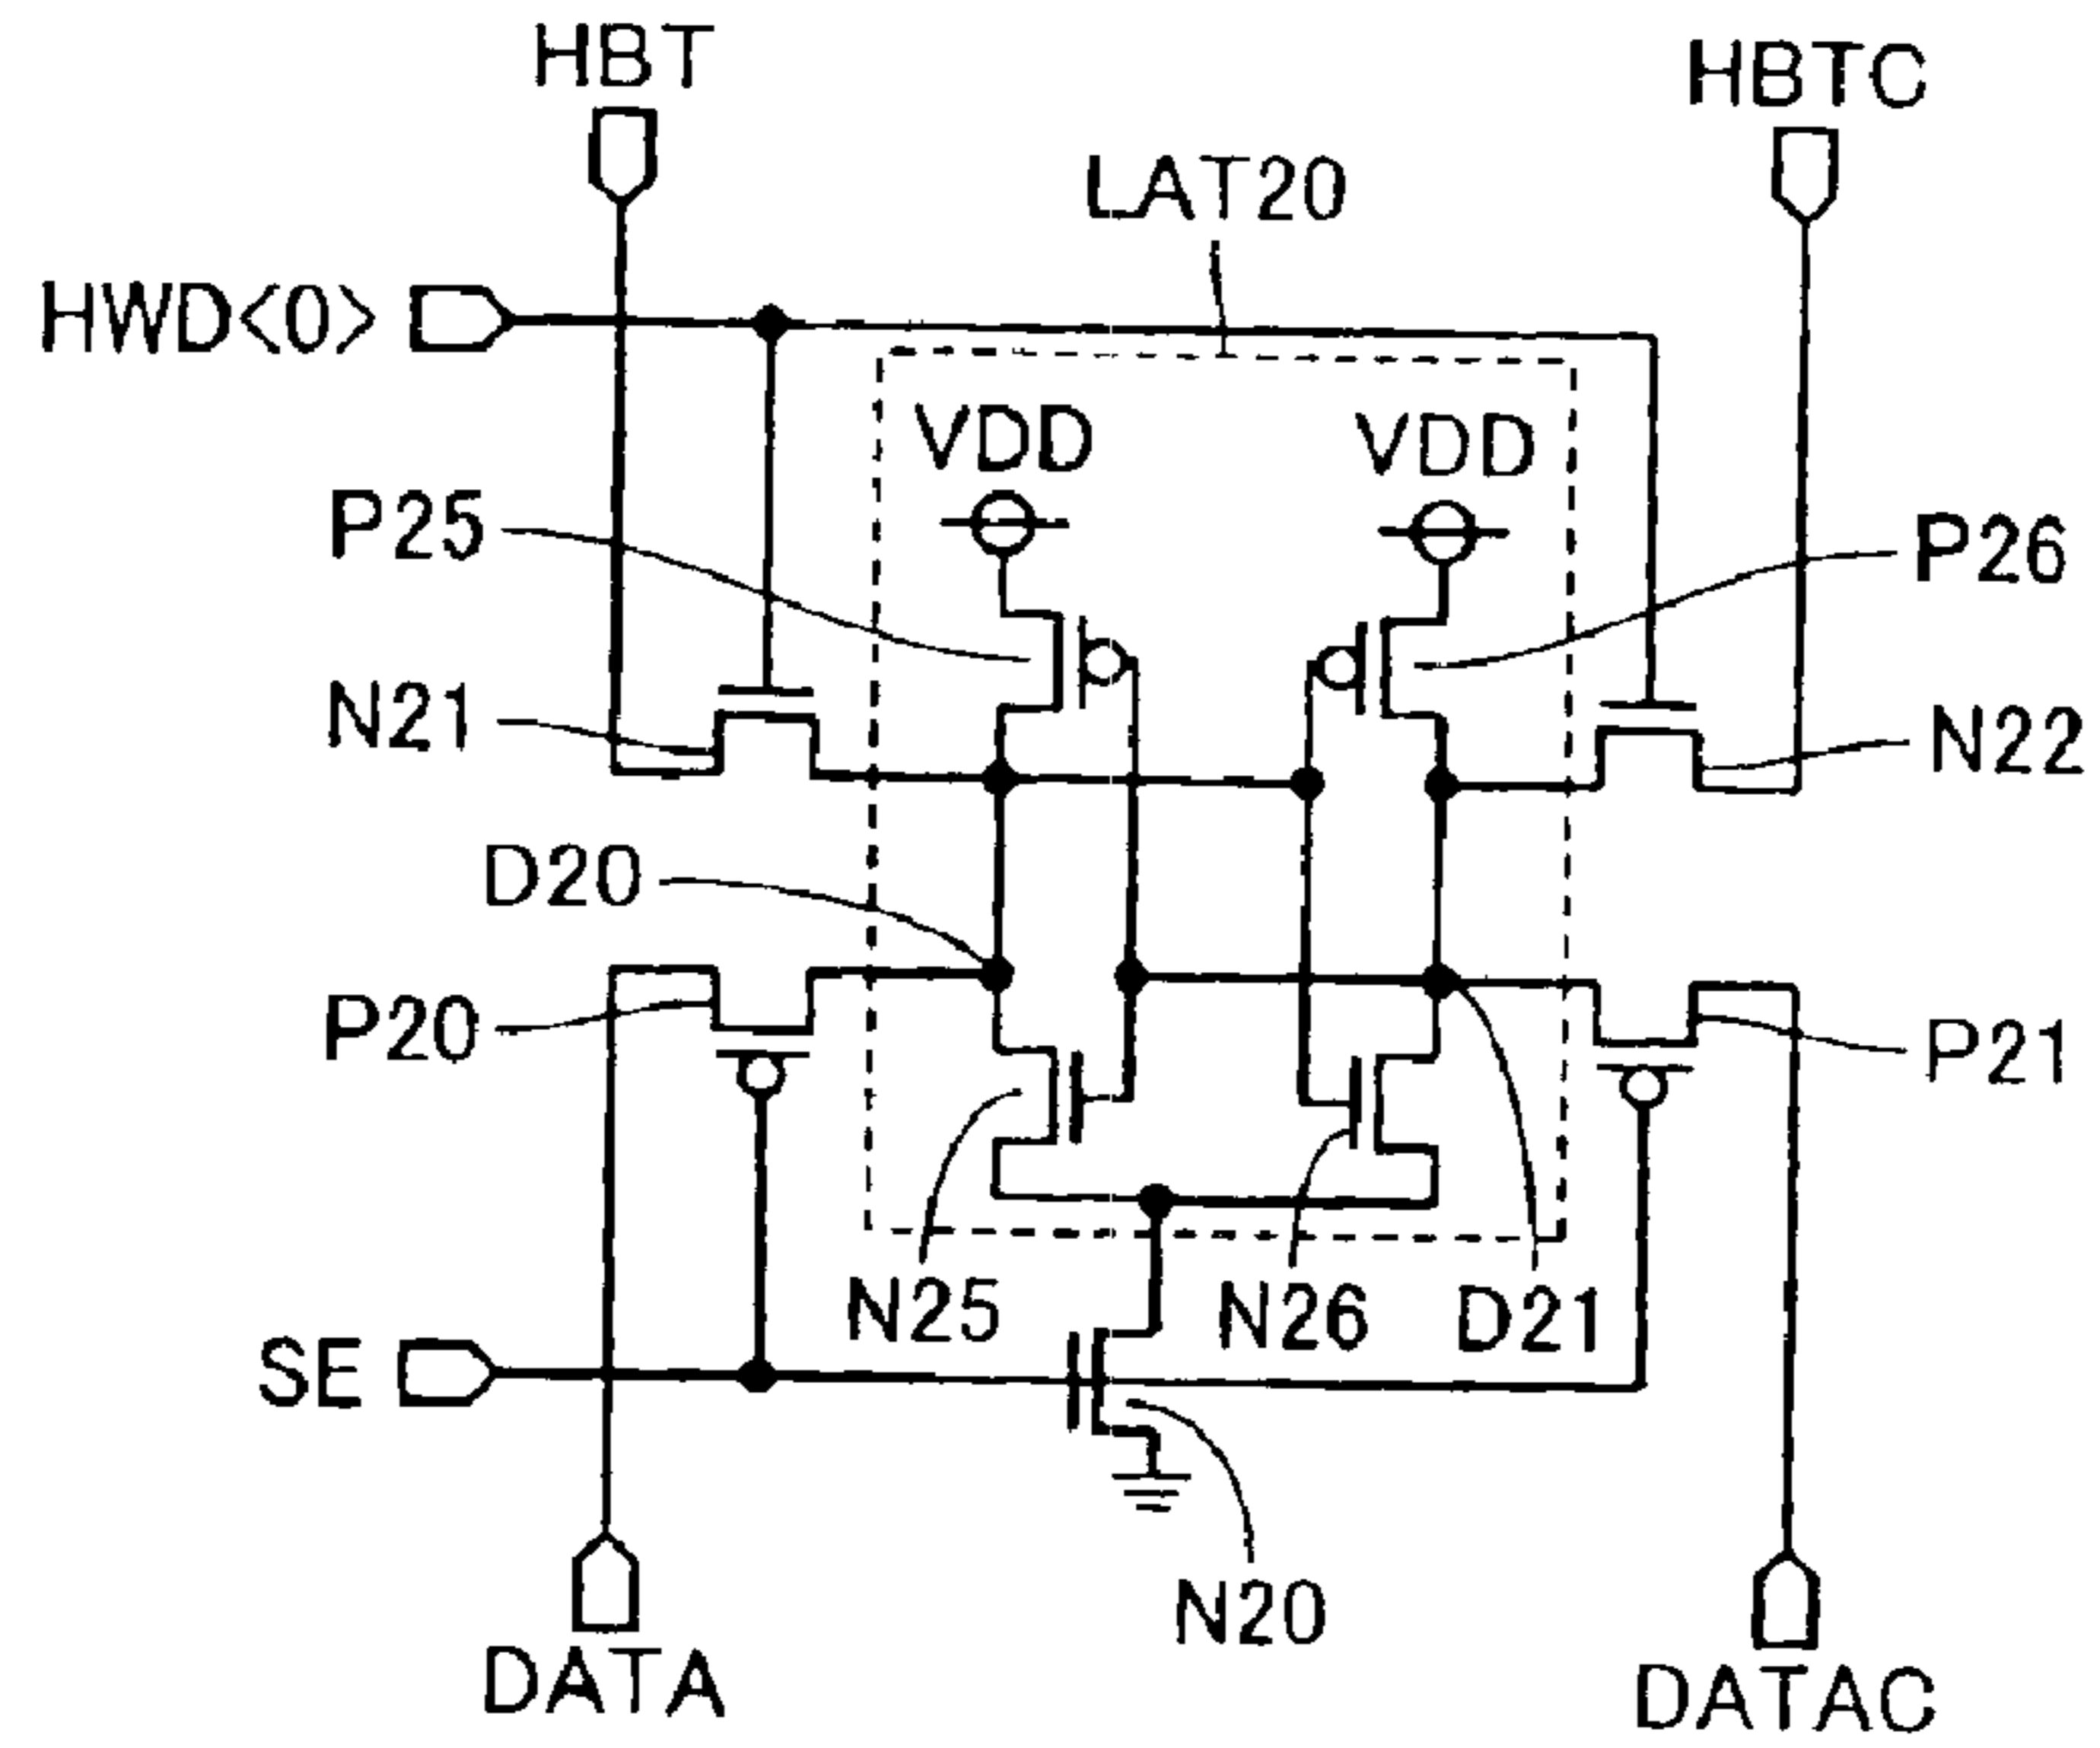 HBT
HBTC
LAT20
HWD<0>
VDD
VDD
P25
P26
N21
N22
D20
P20
P21
N25
N26
D21
SE
N20
DATA
DATAC